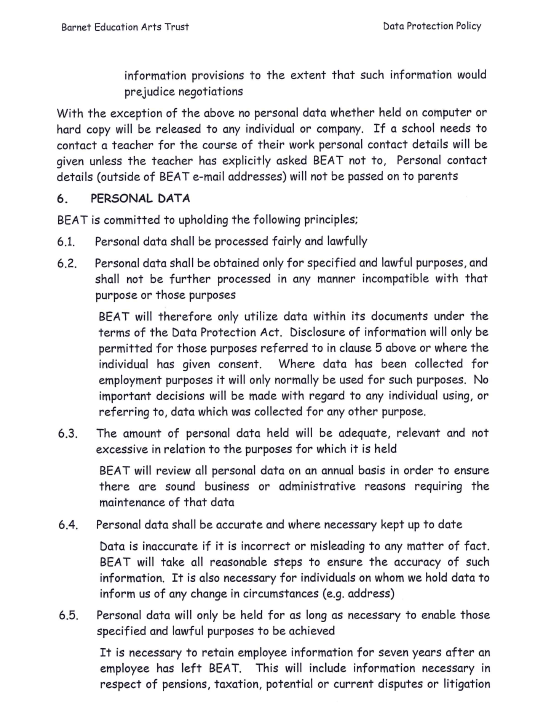 Barnet Education Arts Trust Data Protection Policy
information provisions to the extent that such information would
prejudice negotiations
With the exception of the above no personal data whether held on computer or
hard copy will be released to any individual or company. If a school needs to
contact a teacher for the course of their work personal contact details will be
given unless the teacher has explicitly asked BEAT not to, Personal contact
details (outside of BEAT e-mail addresses) will not be passed on to parents
6. PERSONAL DATA
BEAT is committed to upholding the following principles;
6.1. Personal data shall be processed fairly and lawfully
6.2. Personal data shall be obtained only for specified and lawful purposes, and
shall not be further processed in any manner incompatible with that
purpose or those purposes
BEAT will therefore only utilize data within its documents under the
terms of the Data Protection Act. Disclosure of information will only be
permitted for those purposes referred to in clause 5 above or where the
individual has given consent. Where data has been collected for
employment purposes it will only normally be used for such purposes. No
important decisions will be made with regard to any individual using, or
referring to, data which was collected for any other purpose.
6.3. The amount of personal data held will be adequate, relevant and not
excessive in relation to the purposes for which it is held
BEAT will review all personal data on an annual basis in order to ensure
there are sound business or administrative reasons requiring the
maintenance of that data
6.4. Personal data shall be accurate and where necessary kept up to date
Data is inaccurate if it is incorrect or misleading to any matter of fact.
BEAT will take all reasonable steps to ensure the accuracy of such
information. It is also necessary for individuals on whom we hold data to
inform us of any change in circumstances (e.g. address)
6.5. Personal data will only be held for as long as necessary to enable those
specified and lawful purposes to be achieved
It is necessary to retain employee information for seven years after an
employee has left BEAT. This will include information necessary in
respect of pensions, taxation, potential or current disputes or litigation